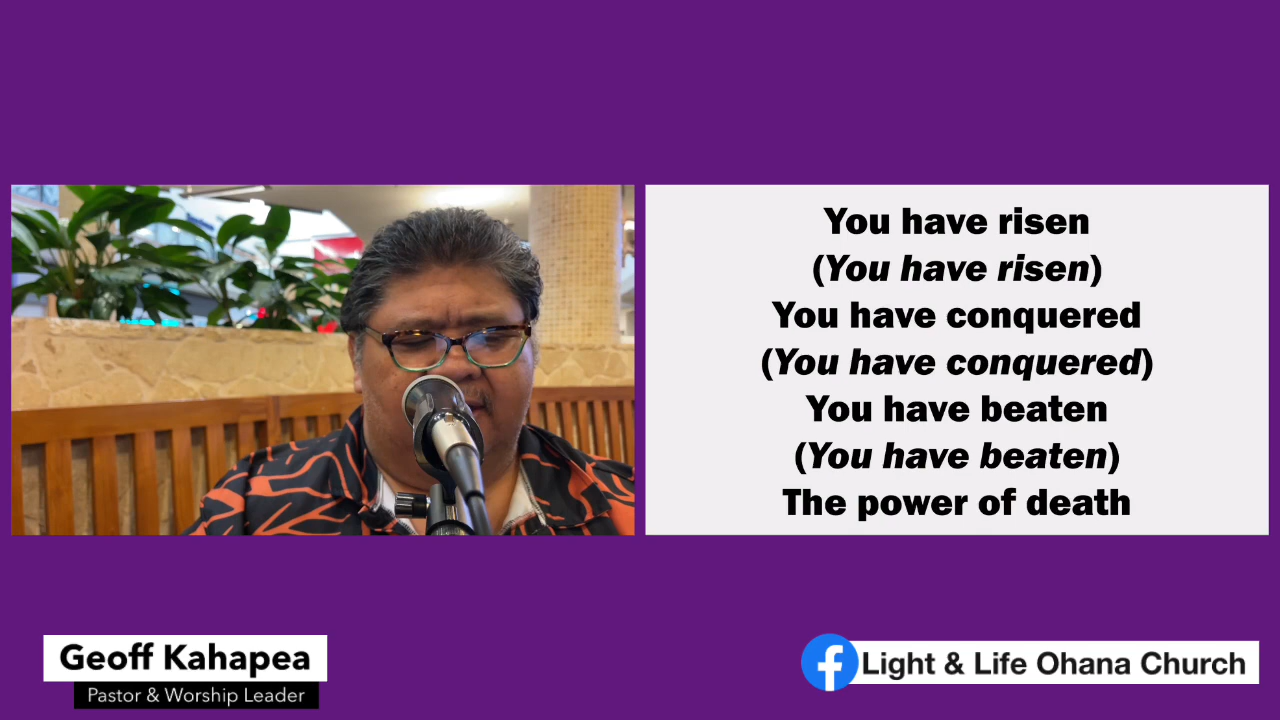 You have risen
(You have risen)
You have conquered
(You have conquered)
You have beaten
(You have beaten)
The power of death
Geoff Kahapea
Pastor & Worship Leader
Light & Life Ohana Church